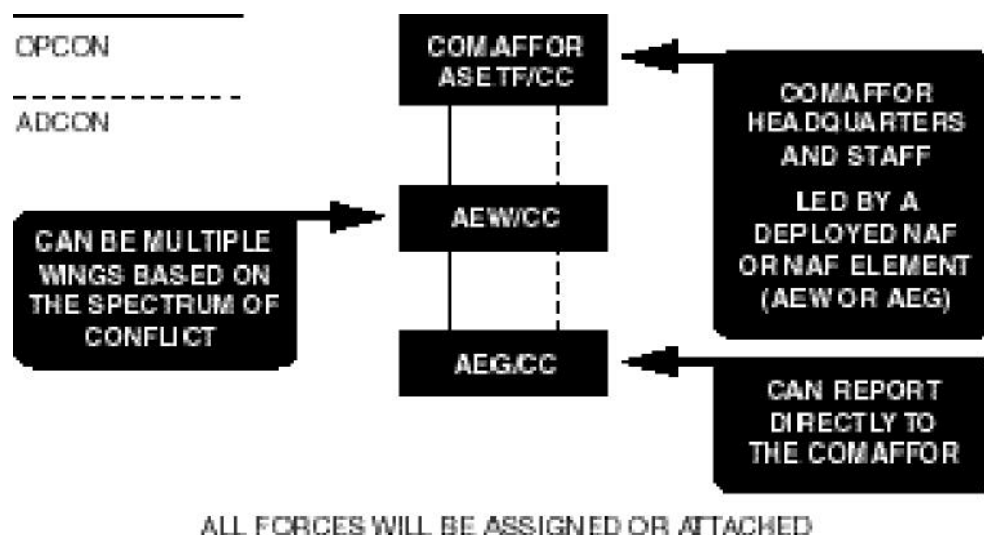 OPCON
ADCON
COMAFFOR
ASETF/CC
COMAFFOR
HEADQUARTERS
AND STAFF
LED BY A
DEPLOYED NAF
OR NAF ELEMENT
(AEW OR AEG)
AEW/CC
CAN BE MULTIPLE
WINGS BASED ON
THE SPECTRUM OF
CONFLICT
AEG/CC
CAN REPORT
DIRECTLY TO
THE COMAFFOR
ALL FORCES WILL BE ASSIGNED OR ATTACHED